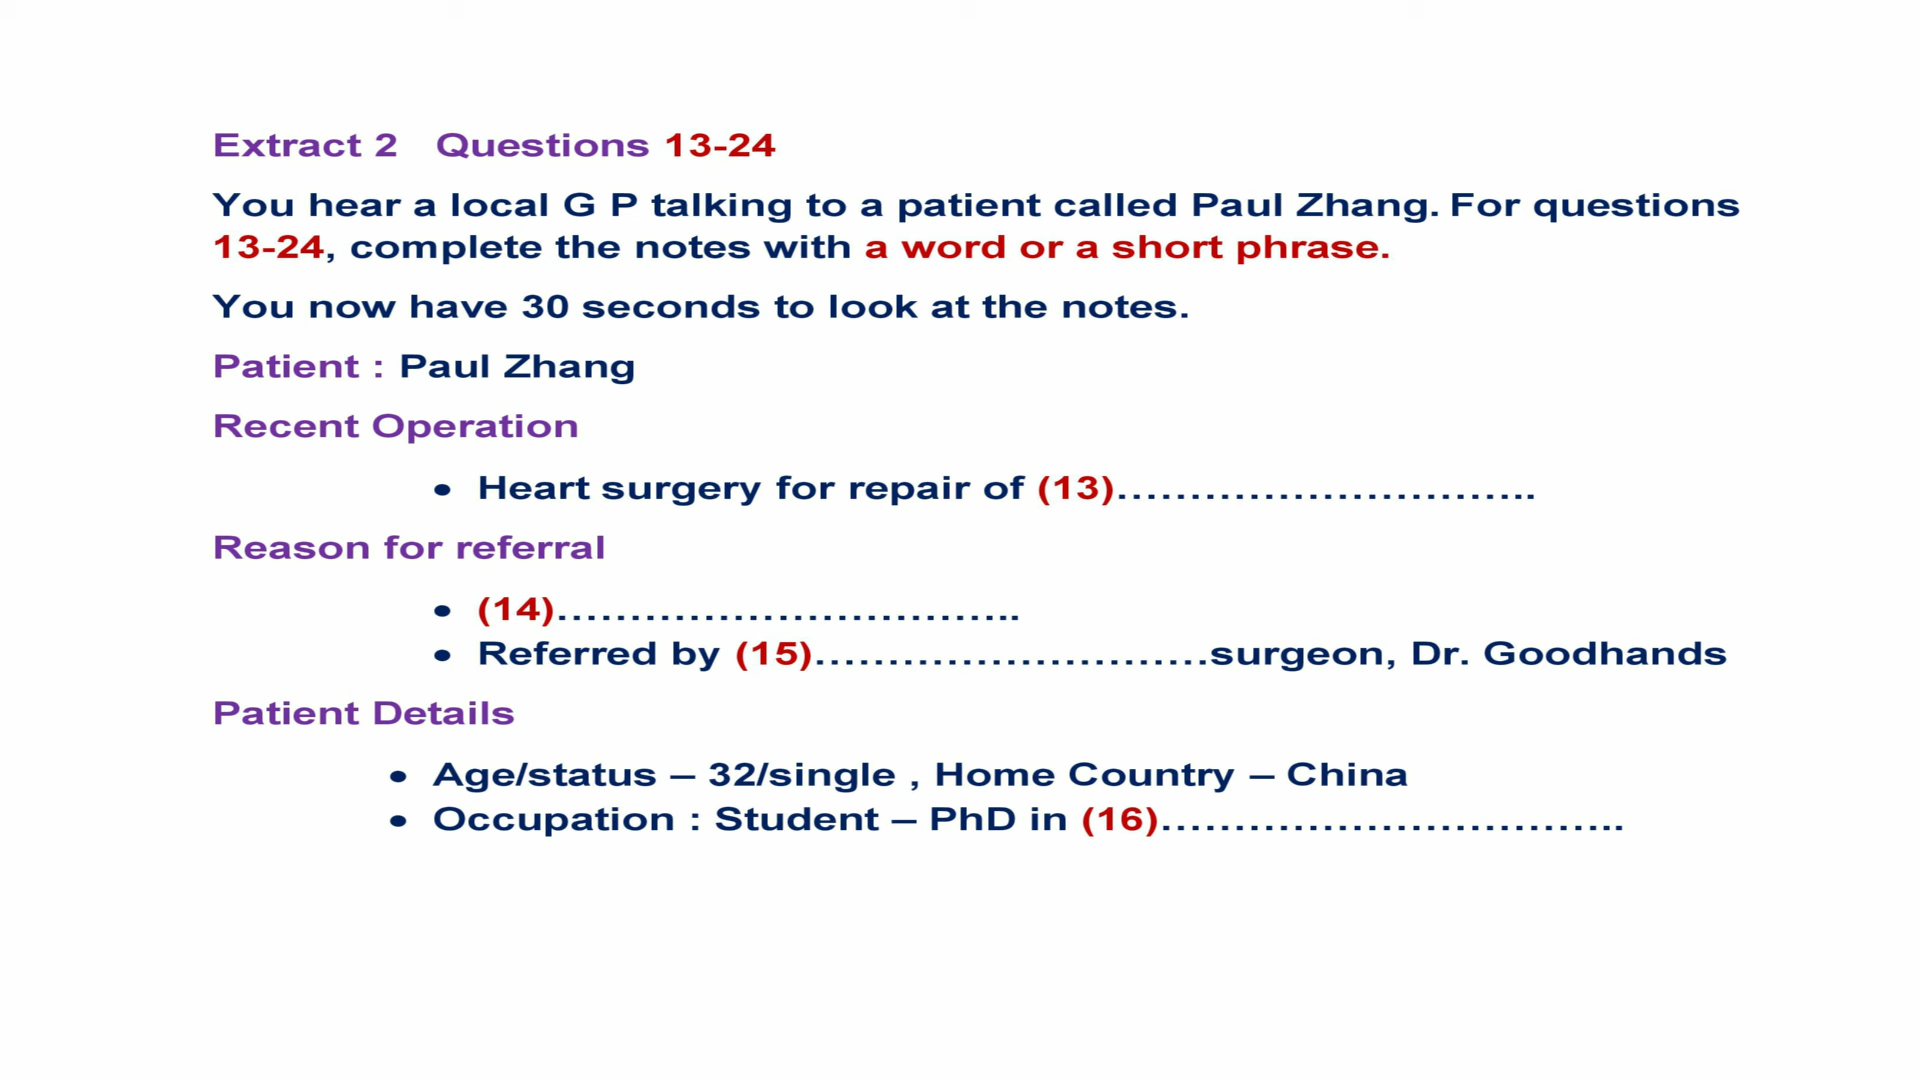 Extract 2 Questions 13-24
You hear a local G P talking to a patient called Paul Zhang. For questions
13-24, complete the notes with a word or a short phrase.
You now have 30 seconds to look at the notes.
Patient : Paul Zhang
Recent Operation
• Heart surgery for repair of (13)………………………..
Reason for referral
• (14)…………………………..
• Referred by (15)………………………surgeon, Dr. Goodhands
Patient Details
• Age/status – 32/single , Home Country – China
• Occupation : Student – PhD in (16)…………………………..